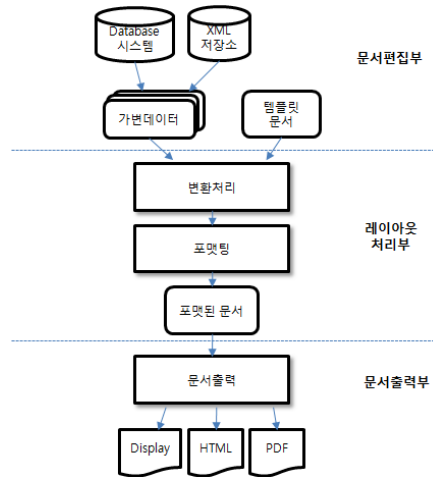 Database
시스템
XML
저장소
문서편집부
가변데이터
템플릿
문서
변환처리
레이아웃
처리부
포맷팅
포맷된 문서
문서출력
문서출력부
Display
HTML
PDF